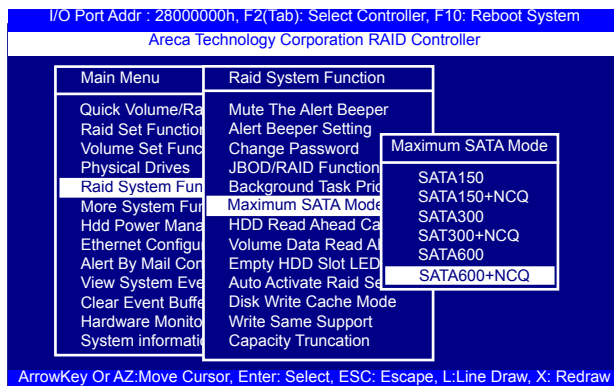 I/O Port Addr : 28000000h, F2(Tab): Select Controller, F10: Reboot System
Areca Technology Corporation RAID Controller
Main Menu
Quick Volume/Ra
Raid Set Function
Volume Set Func
Physical Drives
Raid System Fun
More System Fun
Hdd Power Mana
Ethernet Configu
Alert By Mail Con
View System Eve
Clear Event Buffe
Hardware Monito
System informati
Raid System Function
Mute The Alert Beeper
Alert Beeper Setting
Change Password
JBOD/RAID Function
Background Task Prio
Maximum SATA Mode
HDD Read Ahead Ca
Volume Data Read A
Empty HDD Slot LED
Auto Activate Raid Se
Disk Write Cache Mode
Write Same Support
Capacity Truncation
Maximum SATA Mode
SATA150
SATA150+NCQ
SATA300
SAT300+NCQ
SATA600
SATA600+NCQ
ArrowKey Or AZ:Move Cursor, Enter: Select, ESC: Escape, L:Line Draw, X: Redraw